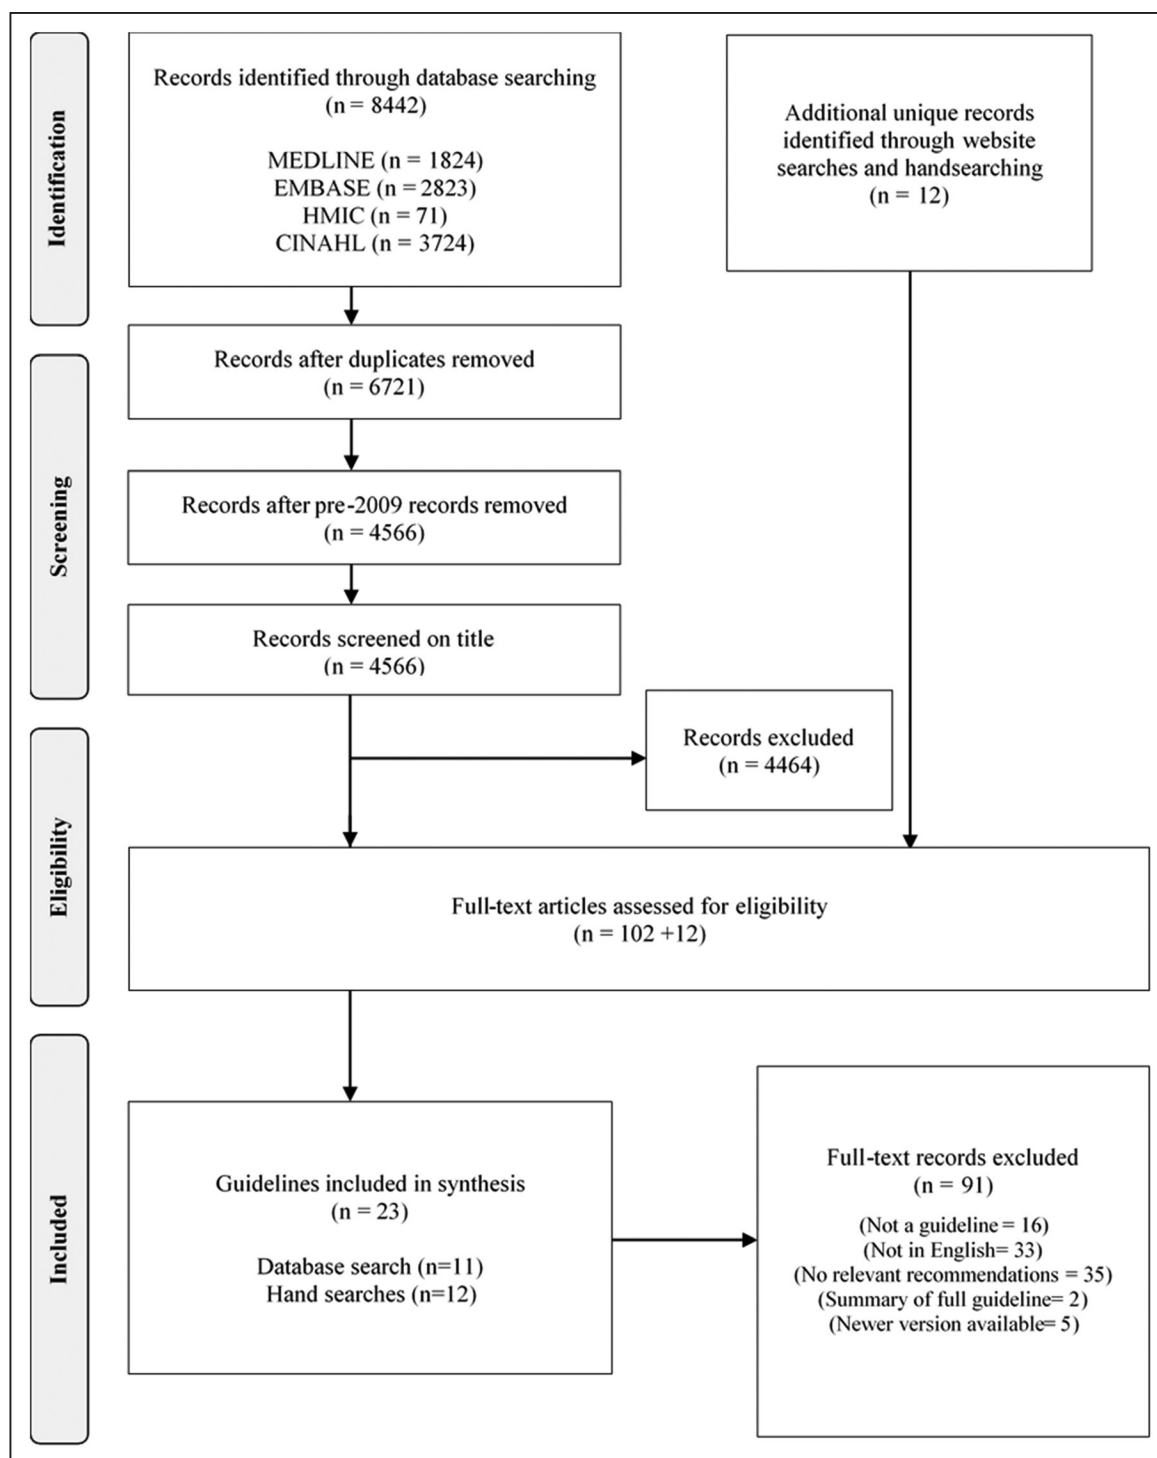 Identification
Records identified through database searching
(n = 8442)
MEDLINE (n = 1824)
EMBASE (n = 2823)
HMIC (n = 71)
CINAHL (n = 3724)
Additional unique records
identified through website
searches and handsearching
(n = 12)
Screening
Records after duplicates removed
(n = 6721)
Records after pre-2009 records removed
(n = 4566)
Records screened on title
(n = 4566)
Records excluded
(n = 4464)
Eligibility
Full-text articles assessed for eligibility
(n = 102 +12)
Included
Guidelines included in synthesis
(n = 23)
Database search (n=11)
Hand searches (n=12)
Full-text records excluded
(n = 91)
(Not a guideline = 16)
(Not in English= 33)
(No relevant recommendations = 35)
(Summary of full guideline= 2)
(Newer version available= 5)